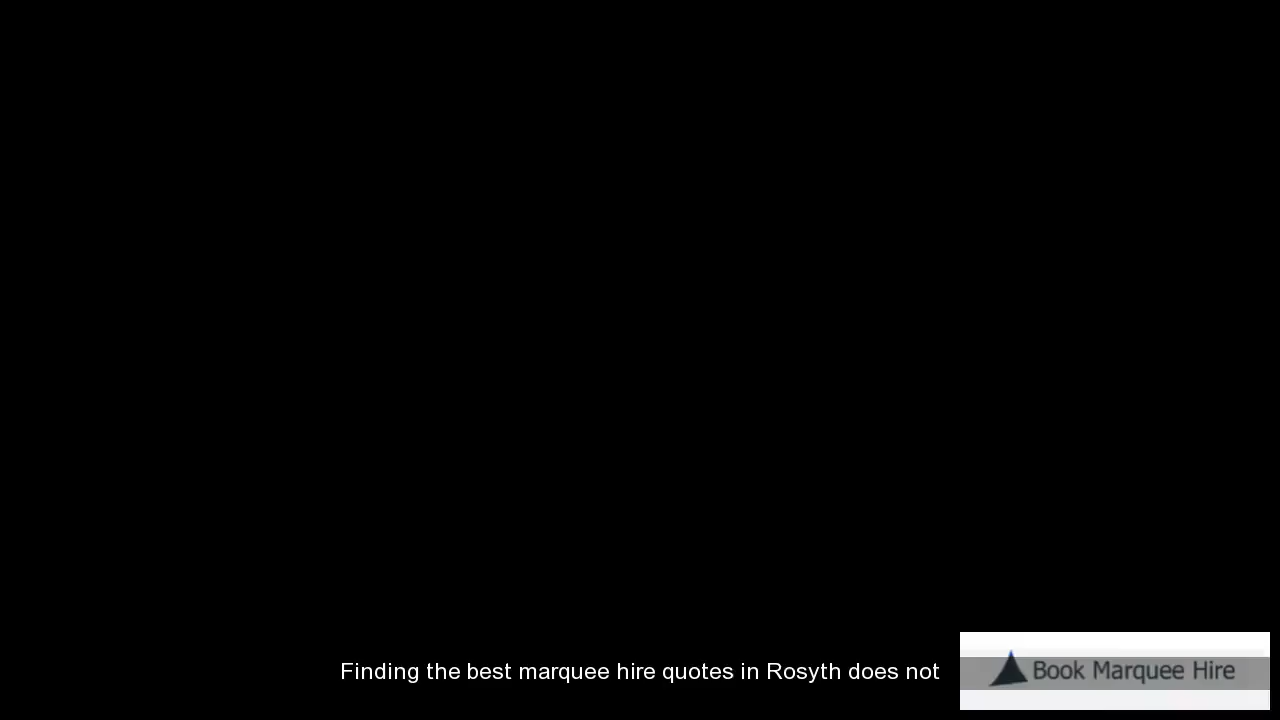 Finding the best marquee hire quotes in Rosyth does not
Book Marquee Hire